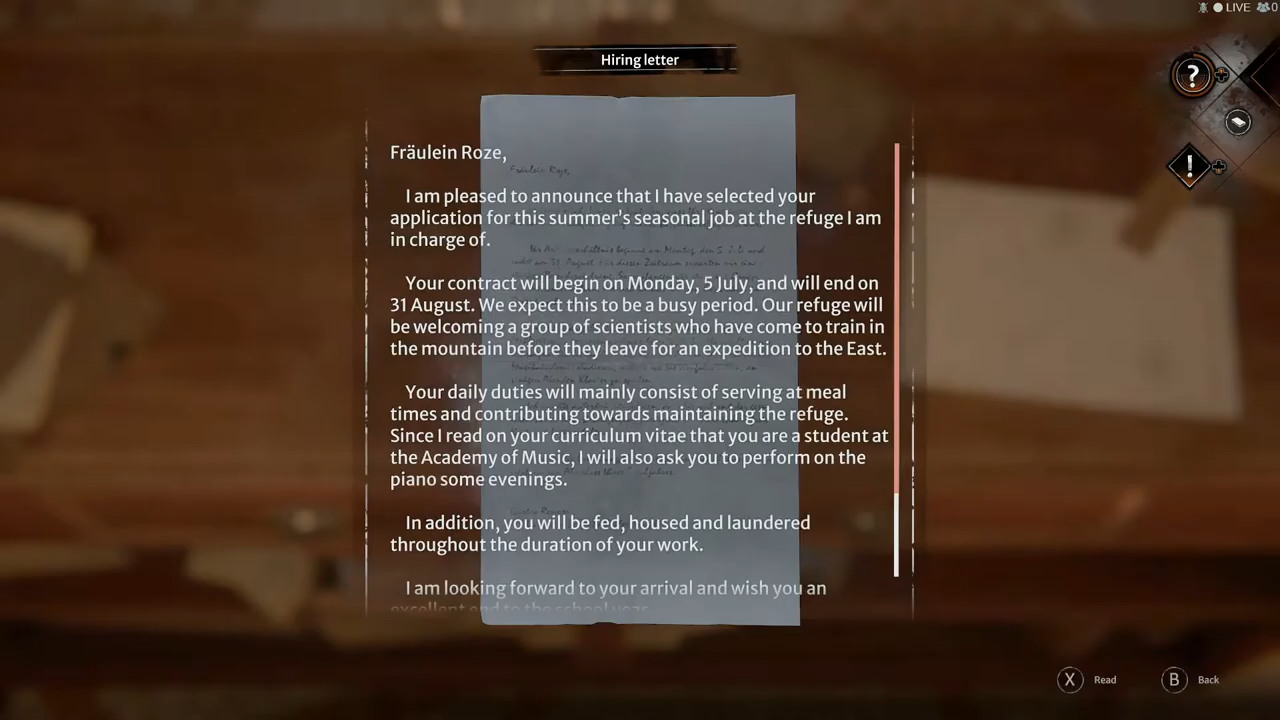 LIVE 0
Hiring letter
?
!
Fräulein Roze,
I am pleased to announce that I have selected your
application for this summer's seasonal job at the refuge I am
in charge of.
Your contract will begin on Monday, 5 July, and will end on
31 August. We expect this to be a busy period. Our refuge will
be welcoming a group of scientists who have come to train in
the mountain before they leave for an expedition to the East.
Your daily duties will mainly consist of serving at meal
times and contributing towards maintaining the refuge.
Since I read on your curriculum vitae that you are a student at
the Academy of Music, I will also ask you to perform on the
piano some evenings.
In addition, you will be fed, housed and laundered
throughout the duration of your work.
I am looking forward to your arrival and wish you an
excellent end to the school year.
X Read B Back